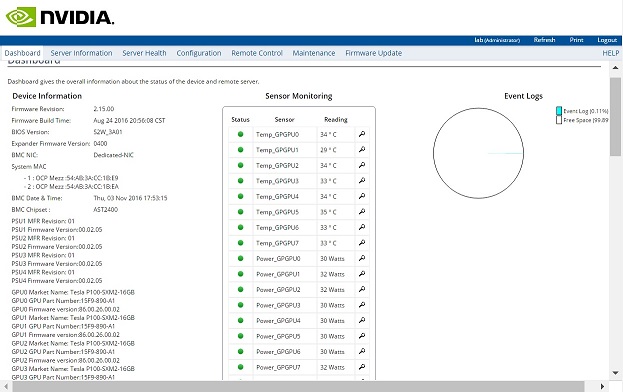 NVIDIA.
lab (Administrator) Refresh Print Logout
Dashboard Server Information Server Health Configuration Remote Control Maintenance Firmware Update HELP
Dashboard
Dashboard gives the overall information about the status of the device and remote server.
Device Information
Firmware Revision: 2.15.00
Firmware Build Time: Aug 24 2016 20:56:08 CST
BIOS Version: S2W_3A01
Expander Firmware Version: 0400
BMC NIC: Dedicated-NIC
System MAC
- 1 : OCP Mezz :54:AB:3A:CC:1B:E9
- 2 : OCP Mezz :54:AB:3A:CC:1B:EA
BMC Date & Time: Thu, 03 Nov 2016 17:53:15
BMC Chipset : AST2400
PSU1 MFR Revision: 01
PSU1 Firmware Version:00.02.05
PSU2 MFR Revision: 01
PSU2 Firmware Version:00.02.05
PSU3 MFR Revision: 01
PSU3 Firmware Version:00.02.05
PSU4 MFR Revision: 01
PSU4 Firmware Version:00.02.05
GPU0 Market Name: Tesla P100-SXM2-16GB
GPU0 GPU Part Number:15F9-890-A1
GPU0 Firmware version:86.00.26.00.02
GPU1 Market Name: Tesla P100-SXM2-16GB
GPU1 GPU Part Number:15F9-890-A1
GPU1 Firmware version:86.00.26.00.02
GPU2 Market Name: Tesla P100-SXM2-16GB
GPU2 GPU Part Number:15F9-890-A1
GPU2 Firmware version:86.00.26.00.02
GPU3 Market Name: Tesla P100-SXM2-16GB
GPU3 GPU Part Number:15F9-890-A1
Sensor Monitoring
Status Sensor Reading
Temp_GPGPU0 34 ° C
Temp_GPGPU1 29 ° C
Temp_GPGPU2 34 ° C
Temp_GPGPU3 33 ° C
Temp_GPGPU4 34 ° C
Temp_GPGPU5 35 ° C
Temp_GPGPU6 33 ° C
Temp_GPGPU7 33 ° C
Power_GPGPU0 30 Watts
Power_GPGPU1 32 Watts
Power_GPGPU2 32 Watts
Power_GPGPU3 30 Watts
Power_GPGPU4 32 Watts
Power_GPGPU5 30 Watts
Power_GPGPU6 30 Watts
Power_GPGPU7 32 Watts
Event Logs
Event Log (0.11%)
Free Space (99.89